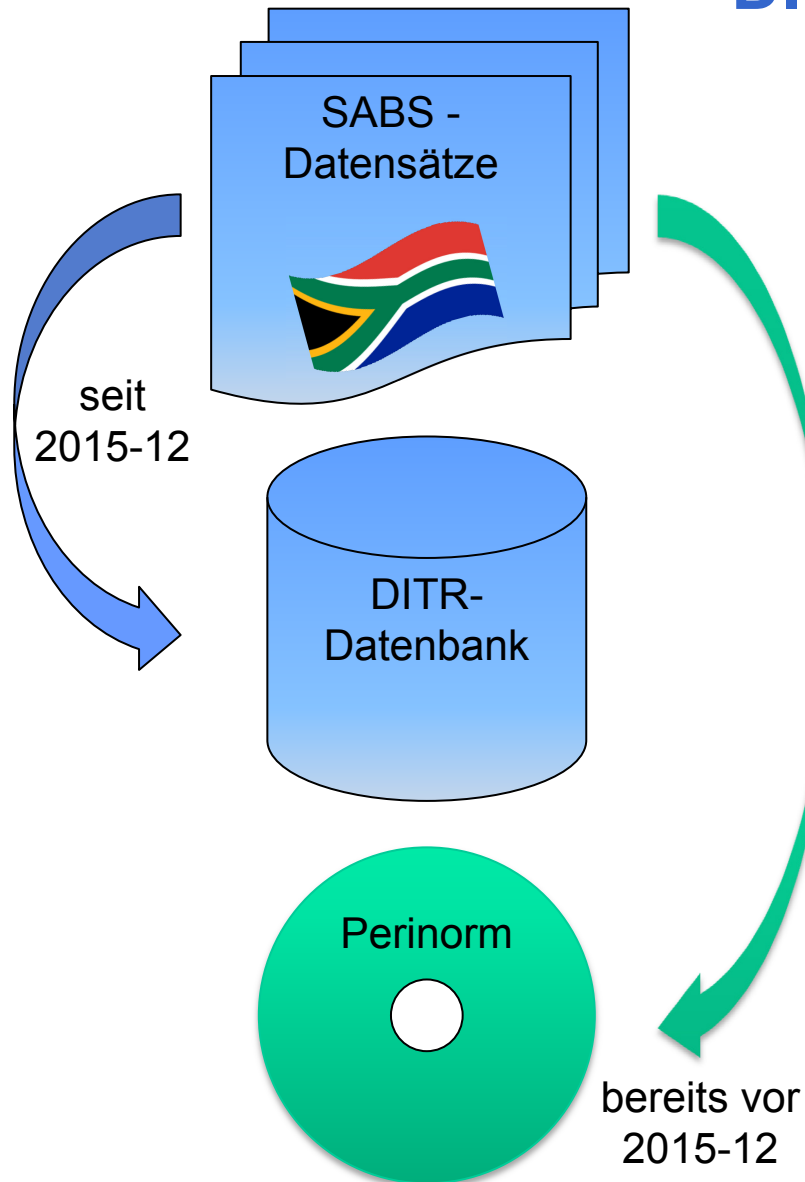 SABS -
Datensätze
seit
2015-12
DITR-
Datenbank
Perinorm
bereits vor
2015-12